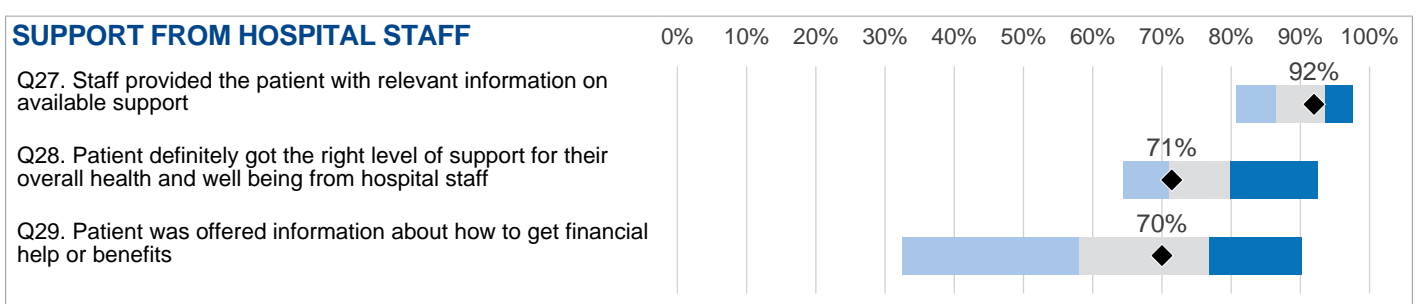 SUPPORT FROM HOSPITAL STAFF 0% 10% 20% 30% 40% 50% 60% 70% 80% 90% 100%
Q27. Staff provided the patient with relevant information on
available support
92%
Q28. Patient definitely got the right level of support for their
overall health and well being from hospital staff
71%
Q29. Patient was offered information about how to get financial
help or benefits
70%